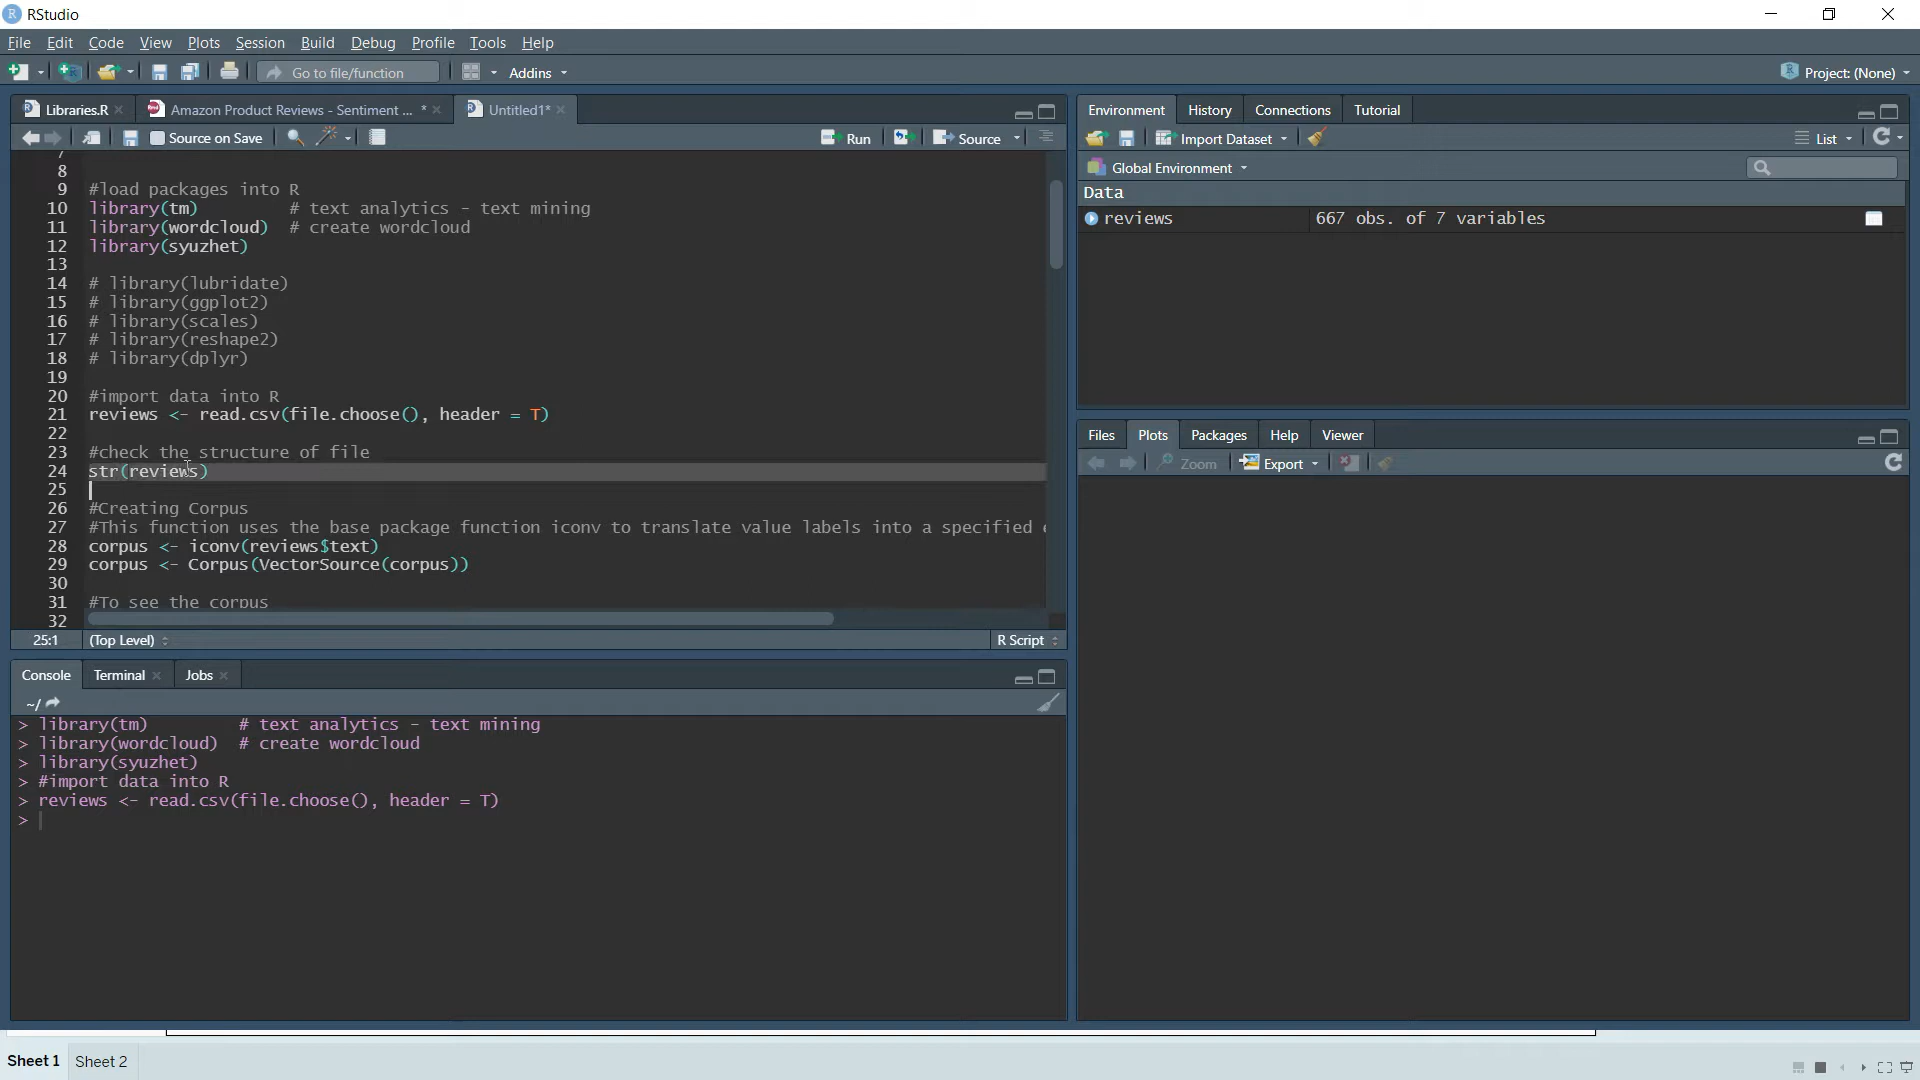 RStudio
File Edit Code View Plots Session Build Debug Profile Tools Help
Go to file/function Addins Project: (None)
Libraries.R Amazon Product Reviews - Sentiment ... * Untitled1*
Source on Save Run Source
7
8
9 #load packages into R
10 library(tm) # text analytics - text mining
11 library(wordcloud) # create wordcloud
12 library(syuzhet)
13
14 # library(lubridate)
15 # library(ggplot2)
16 # library(scales)
17 # library(reshape2)
18 # library(dplyr)
19
20 #import data into R
21 reviews <- read.csv(file.choose(), header = T)
22
23 #check the structure of file
24 str(reviews)
25
26 #Creating Corpus
27 #This function uses the base package function iconv to translate value labels into a specified
28 corpus <- iconv(reviews$text)
29 corpus <- Corpus(VectorSource(corpus))
30
31 #To see the corpus
32
25:1 (Top Level) R Script
Console Terminal Jobs
~/
> library(tm) # text analytics - text mining
> library(wordcloud) # create wordcloud
> library(syuzhet)
> #import data into R
> reviews <- read.csv(file.choose(), header = T)
>
Environment History Connections Tutorial
Import Dataset List
Global Environment
Data
reviews 667 obs. of 7 variables
Files Plots Packages Help Viewer
Zoom Export
Sheet 1 Sheet 2